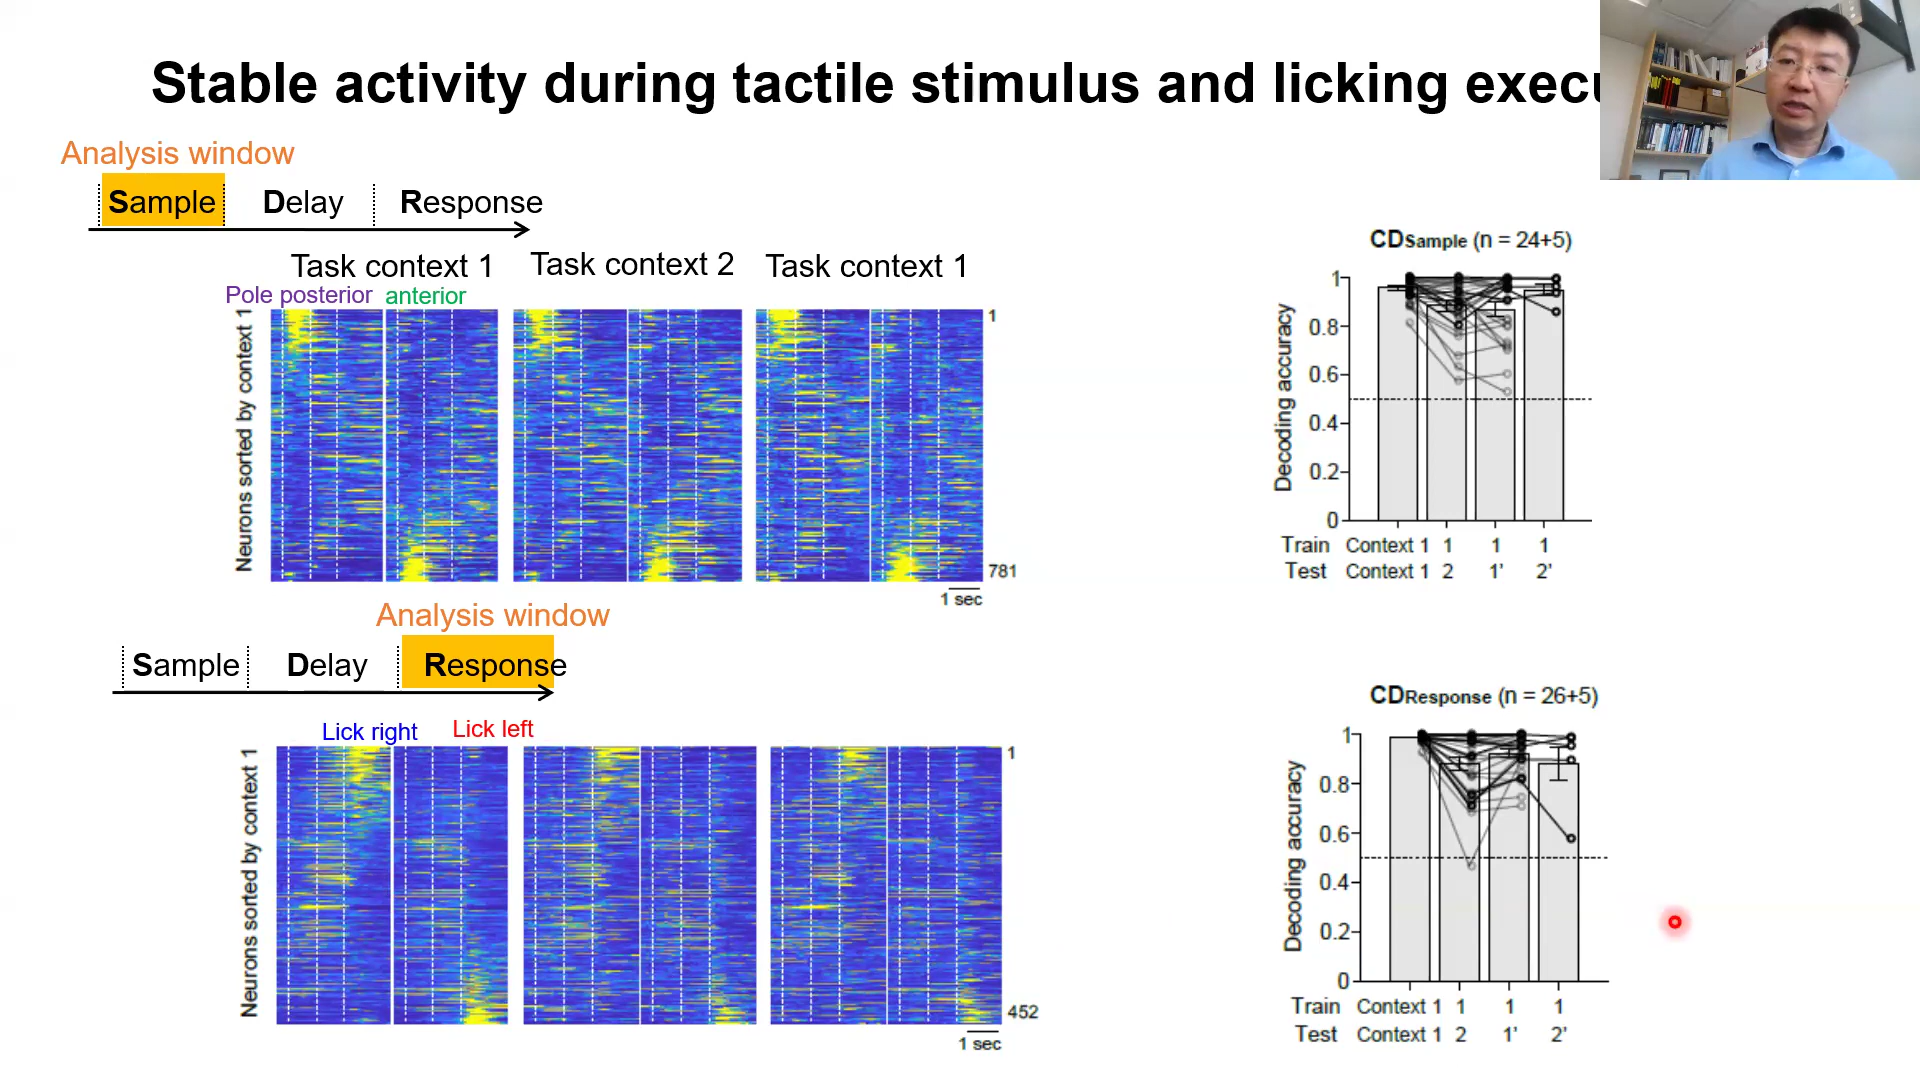 Stable activity during tactile stimulus and licking execu
Analysis window
Sample Delay Response
Task context 1 Task context 2 Task context 1
Pole posterior anterior
Neurons sorted by context 1
1
781
1 sec
CDSample (n = 24+5)
Decoding accuracy
1
0.8
0.6
0.4
0.2
0
Train Context 1 1 1 1
Test Context 1 2 1' 2'
Analysis window
Sample Delay Response
Lick right Lick left
Neurons sorted by context 1
1
452
1 sec
CDResponse (n = 26+5)
Decoding accuracy
1
0.8
0.6
0.4
0.2
0
Train Context 1 1 1 1
Test Context 1 2 1' 2'